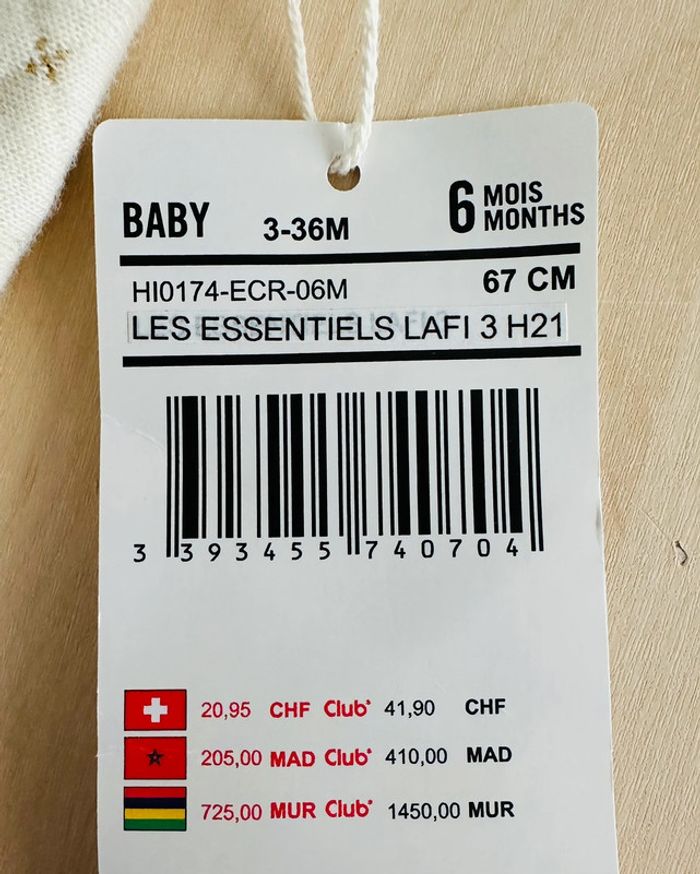 BABY 3-36M 6 MOIS MONTHS
HI0174-ECR-06M 67 CM
LES ESSENTIELS LAFI 3 H21
3 393455 740704
20,95 CHF Club' 41,90 CHF
205,00 MAD Club' 410,00 MAD
725,00 MUR Club' 1450,00 MUR